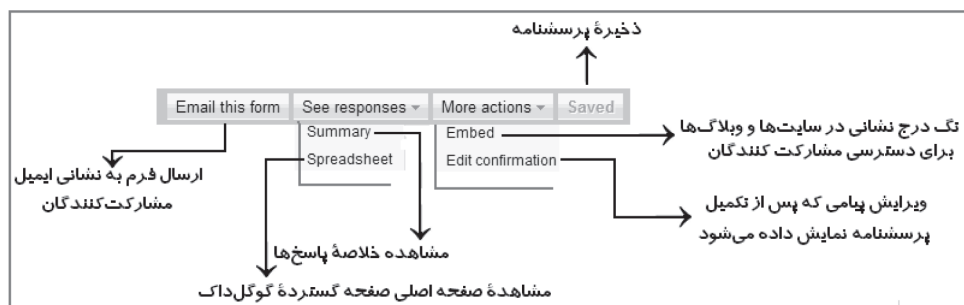 ذخیرهٔ پرسشنامه
Email this form
See responses
More actions
Saved
Summary
Spreadsheet
Embed
Edit confirmation
تگ درج نشانی در سایت‌ها و وبلاگ‌ها
برای دسترسی مشارکت کنندگان
ارسال فرم به نشانی ایمیل
مشارکت‌کنندگان
ویرایش پیامی که پس از تکمیل
پرسشنامه نمایش داده می‌شود
مشاهده خلاصهٔ پاسخ‌ها
مشاهدهٔ صفحه اصلی صفحه گستردهٔ گوگل‌داک